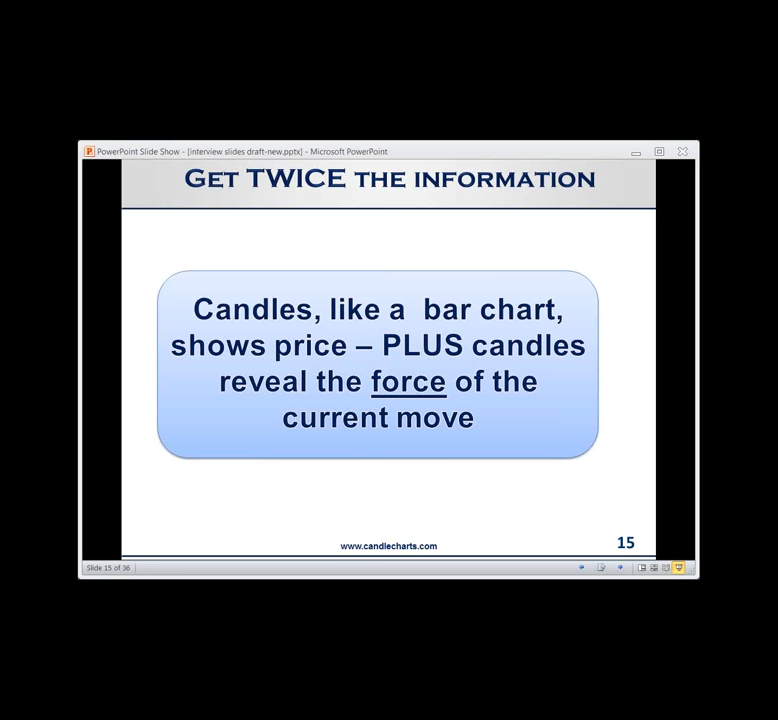 PowerPoint Slide Show - [interview slides draft-new.pptx] - Microsoft PowerPoint
GET TWICE THE INFORMATION
Candles, like a bar chart,
shows price – PLUS candles
reveal the force of the
current move
www.candlecharts.com
15
Slide 15 of 36